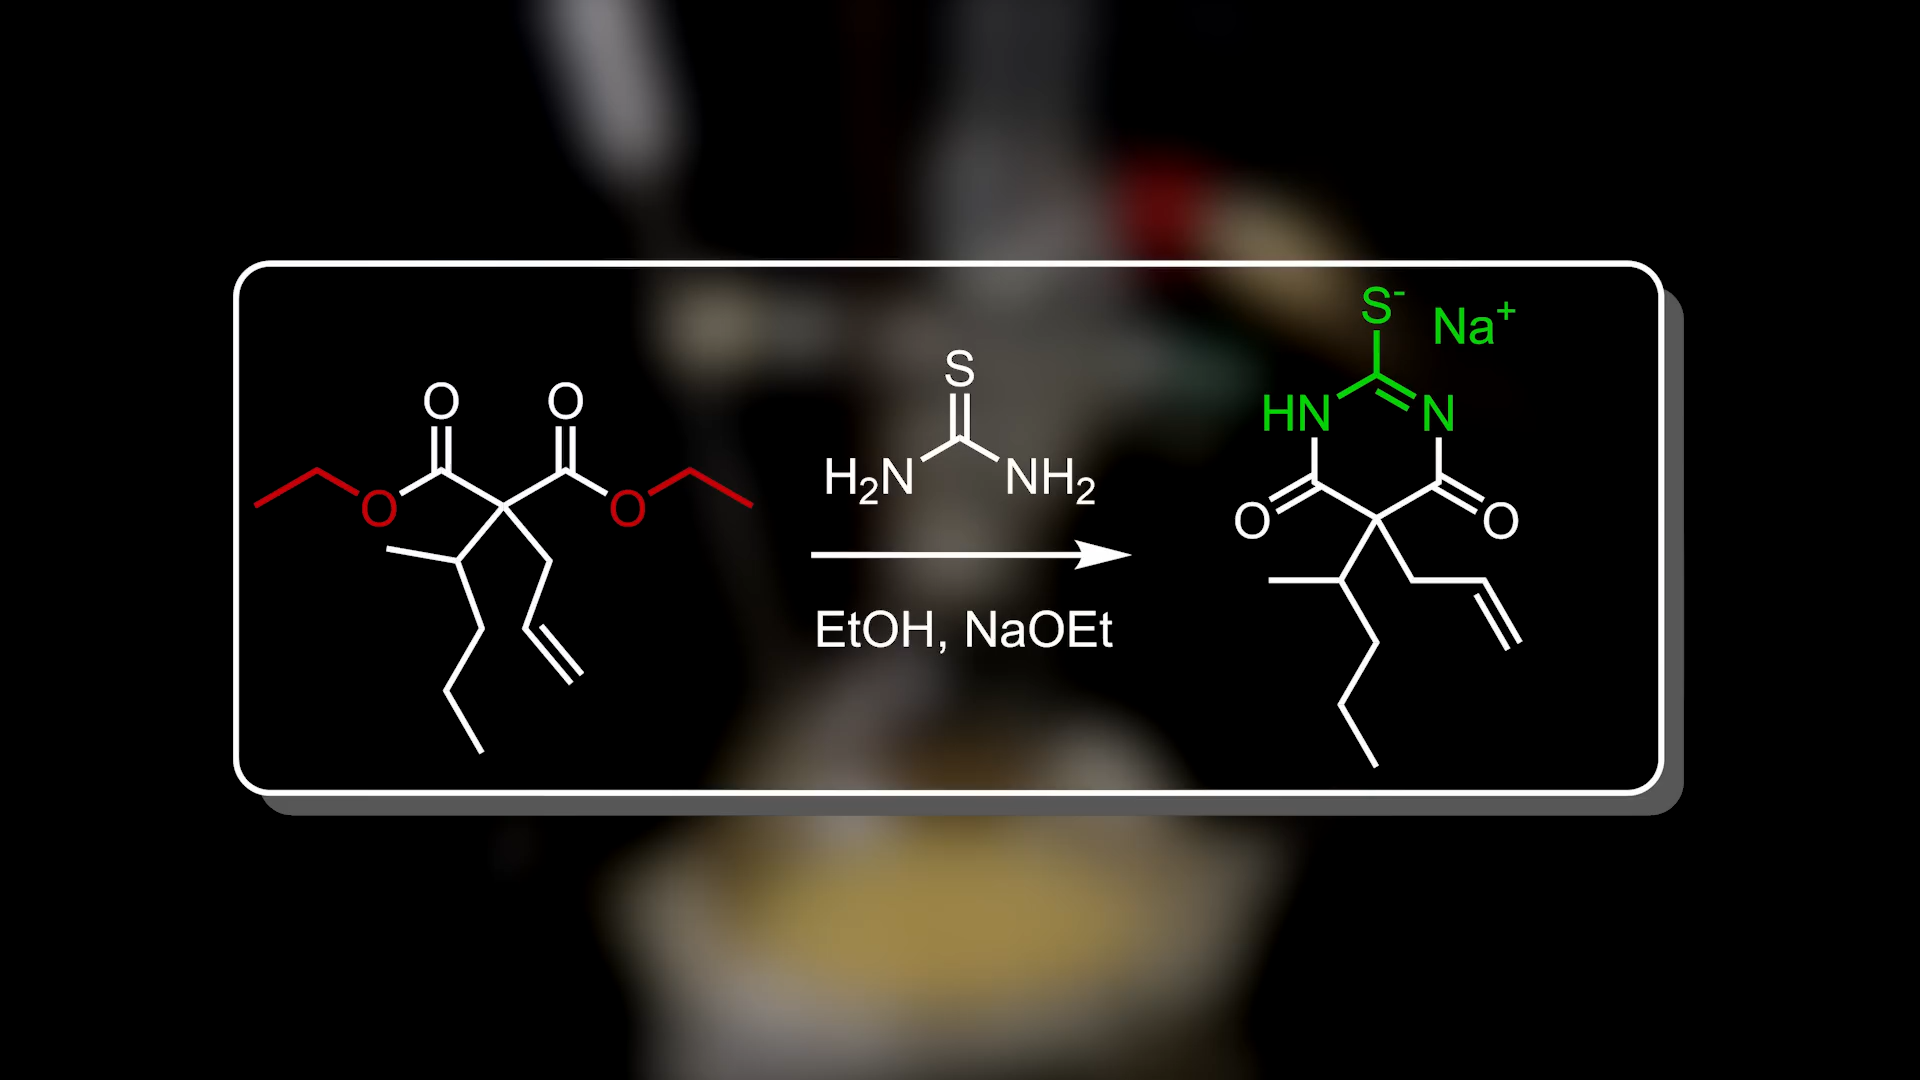 O O
O O
S
H₂N NH₂
EtOH, NaOEt
S⁻ Na⁺
HN N
O O